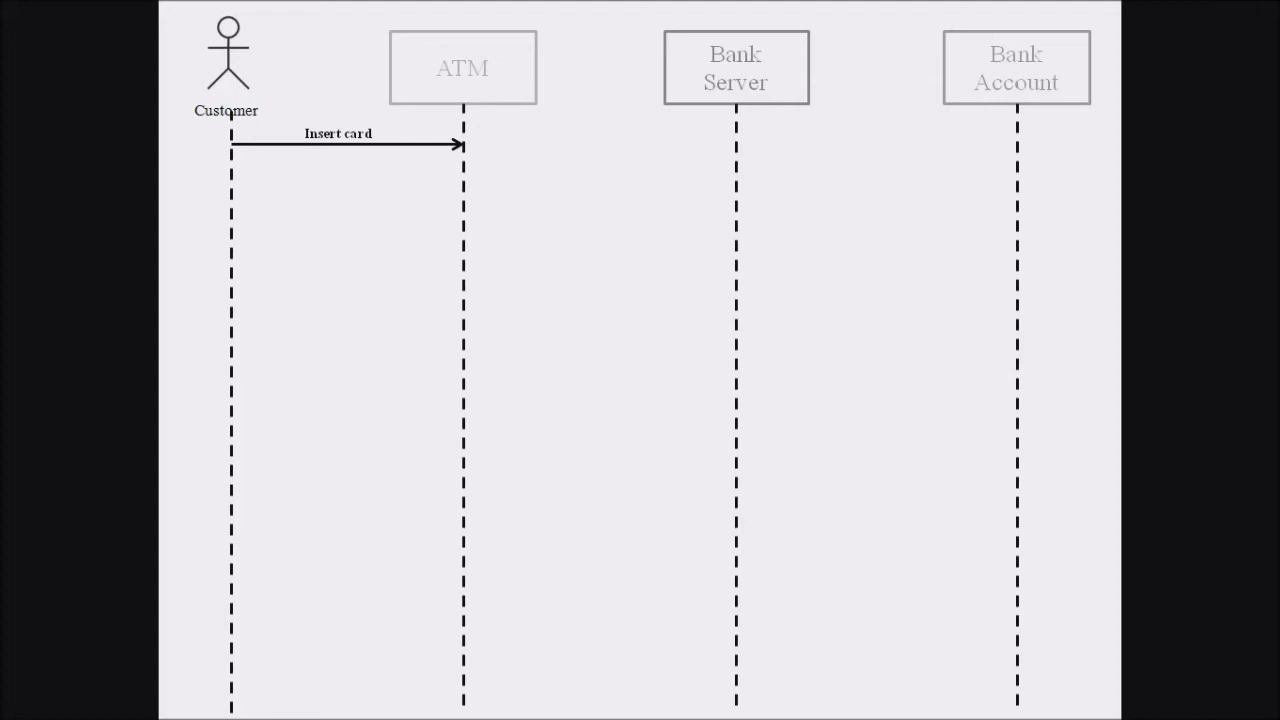 Customer
ATM
Bank
Server
Bank
Account
Insert card